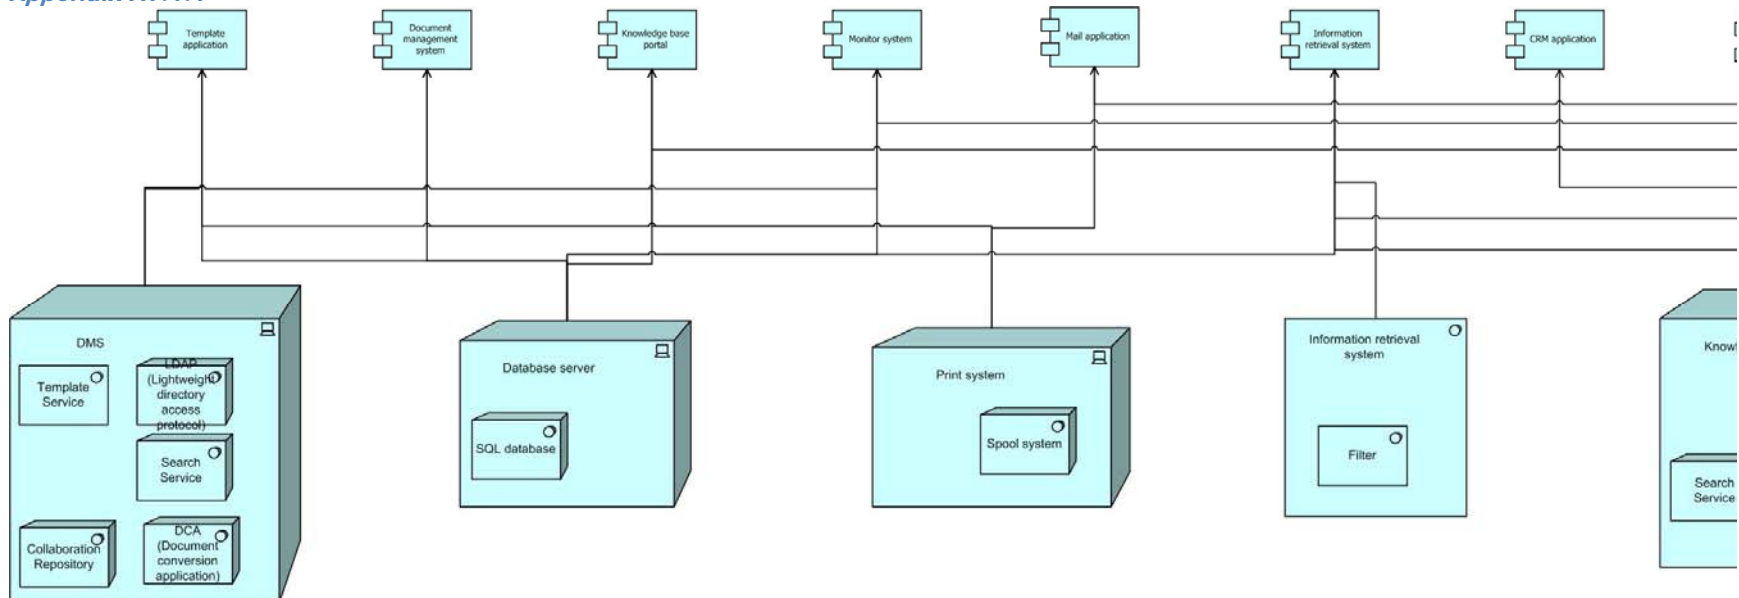 Template
application
Document
management
system
Knowledge base
portal
Monitor system
Mail application
Information
retrieval system
CRM application
DMS
Template
Service
LDAP
(Lightweight
directory
access
protocol)
Search
Service
Collaboration
Repository
DCA
(Document
conversion
application)
Database server
SQL database
Print system
Spool system
Information retrieval
system
Filter
Search
Service